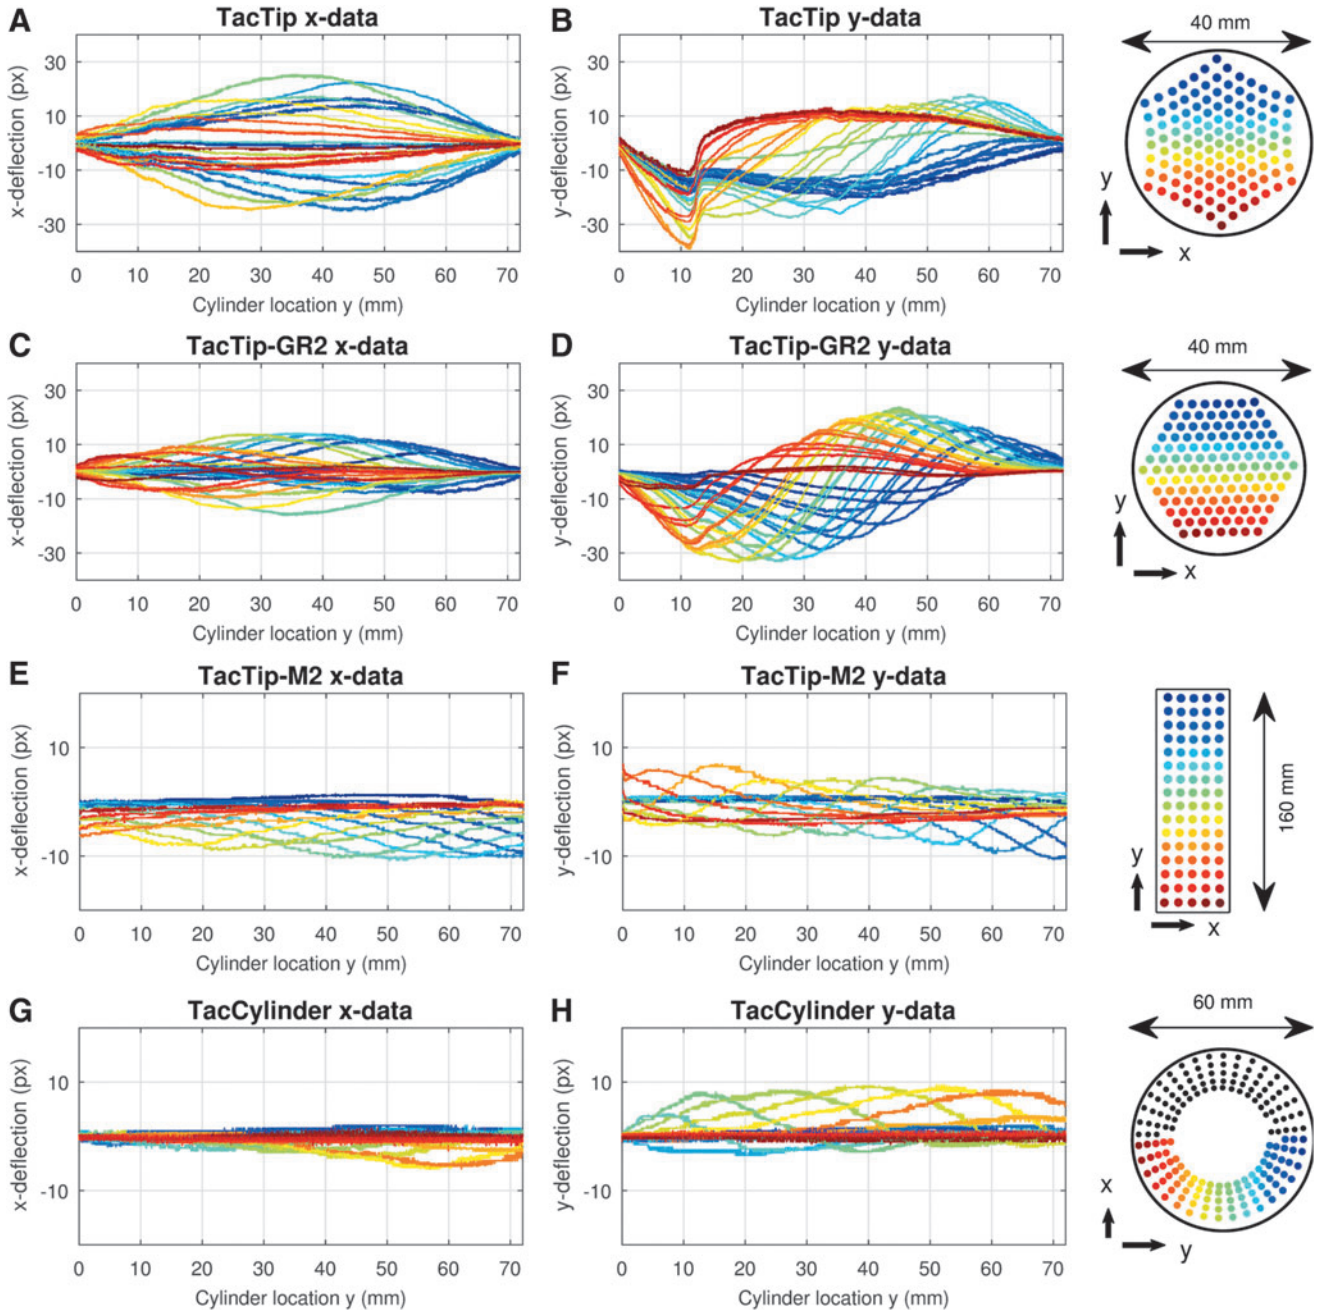 A TacTip x-data
x-deflection (px)
30
10
-10
-30
0 10 20 30 40 50 60 70
Cylinder location y (mm)
B TacTip y-data
y-deflection (px)
30
10
-10
-30
0 10 20 30 40 50 60 70
Cylinder location y (mm)
40 mm
y
x
C TacTip-GR2 x-data
x-deflection (px)
30
10
-10
-30
0 10 20 30 40 50 60 70
Cylinder location y (mm)
D TacTip-GR2 y-data
y-deflection (px)
30
10
-10
-30
0 10 20 30 40 50 60 70
Cylinder location y (mm)
40 mm
y
x
E TacTip-M2 x-data
x-deflection (px)
10
-10
0 10 20 30 40 50 60 70
Cylinder location y (mm)
F TacTip-M2 y-data
y-deflection (px)
10
-10
0 10 20 30 40 50 60 70
Cylinder location y (mm)
160 mm
y
x
G TacCylinder x-data
x-deflection (px)
10
-10
0 10 20 30 40 50 60 70
Cylinder location y (mm)
H TacCylinder y-data
y-deflection (px)
10
-10
0 10 20 30 40 50 60 70
Cylinder location y (mm)
60 mm
x
y